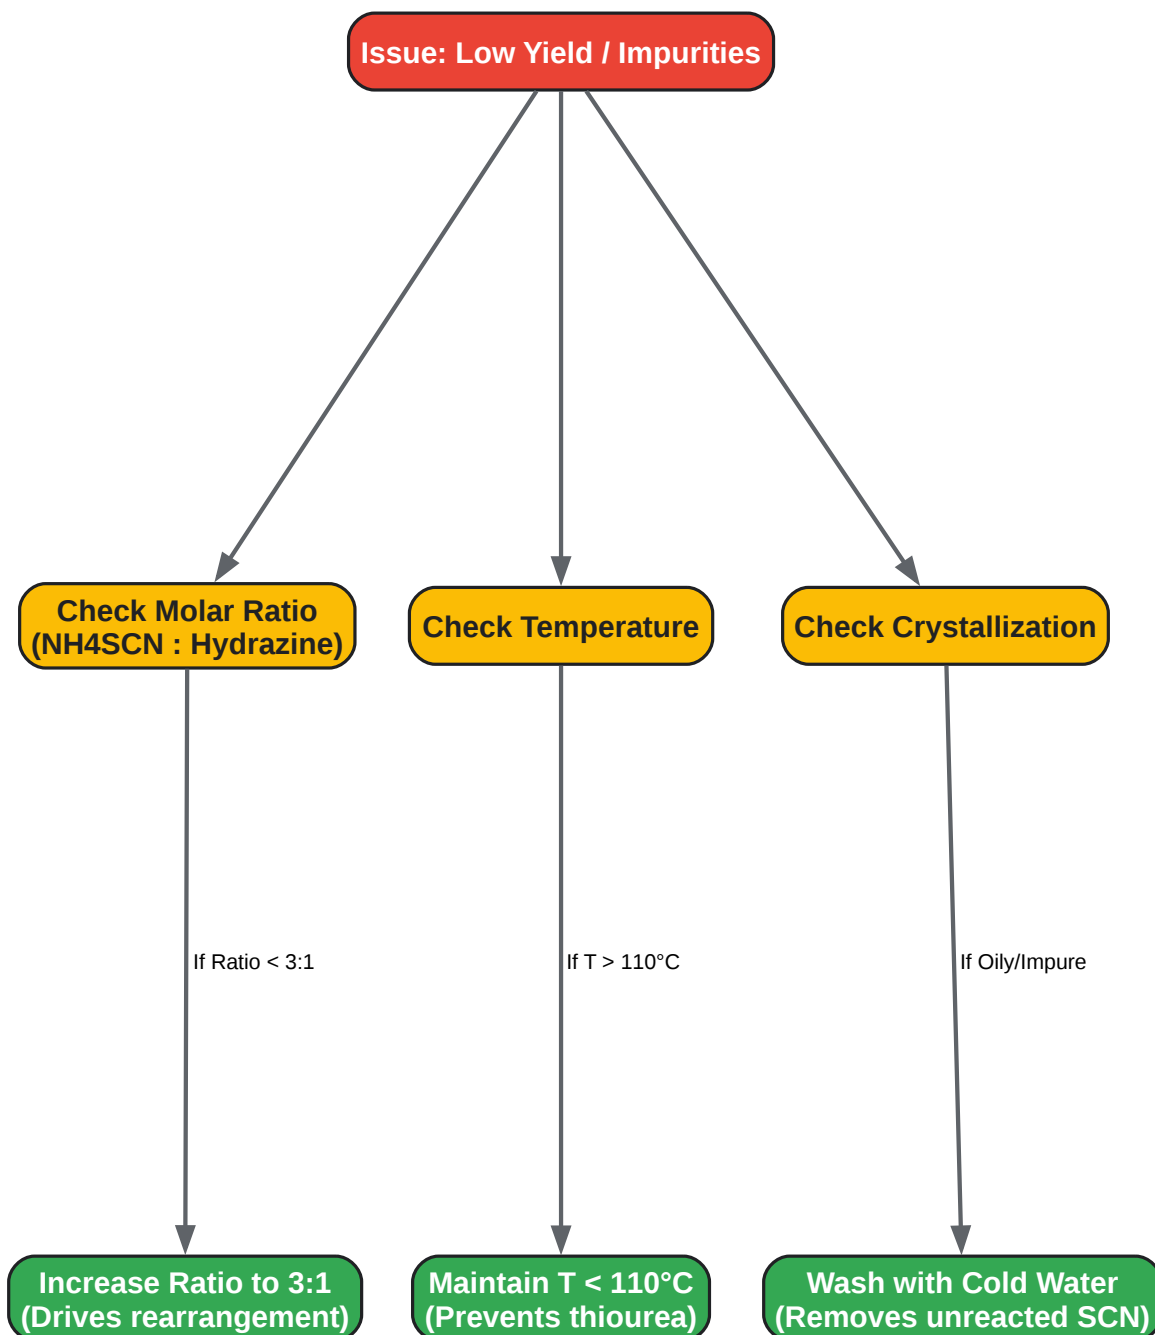 Issue: Low Yield / Impurities
Check Molar Ratio
(NH4SCN : Hydrazine)
Check Temperature
Check Crystallization
If Ratio < 3:1
If T > 110°C
If Oily/Impure
Increase Ratio to 3:1
(Drives rearrangement)
Maintain T < 110°C
(Prevents thiourea)
Wash with Cold Water
(Removes unreacted SCN)